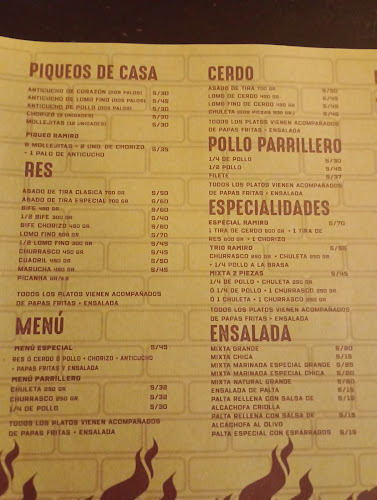 PIQUEOS DE CASA
ANTICUCHO DE CORAZÓN (DOS PALOS) S/30
ANTICUCHO DE LOMO FINO (DOS PALOS) S/45
ANTICUCHO DE POLLO (DOS PALOS) S/30
CHORIZO (2 UNIDADES) S/15
MOLLEJITAS (12 UNIDADES) S/30
PIQUEO RAMIRO
6 MOLLEJITAS + 2 UND. DE CHORIZO S/35
+ 1 PALO DE ANTICUCHO
RES
ASADO DE TIRA CLASICA 700 GR S/50
ASADO DE TIRA ESPECIAL 700 GR S/60
BIFE 450 GR S/60
1/2 BIFE 300 GR S/40
BIFE CHORIZO 450 GR S/60
LOMO FINO 500 GR S/70
1/2 LOMO FINO 300 GR S/45
CHURRASCO 450 GR S/45
CUADRIL 450 GR S/50
MARUCHA 450 GR S/45
PICANHA
TODOS LOS PLATOS VIENEN ACOMPAÑADOS
DE PAPAS FRITAS + ENSALADA
MENÚ
MENÚ ESPECIAL S/45
RES Ó CERDO Ó POLLO + CHORIZO + ANTICUCHO
+ PAPAS FRITAS Y ENSALADA
MENÚ PARRILLERO
CHULETA 250 GR S/32
CHURRASCO 250 GR S/32
1/4 DE POLLO S/30
TODOS LOS PLATOS VIENEN ACOMPAÑADOS
DE PAPAS FRITAS + ENSALADA
CERDO
ASADO DE TIRA 700 GR S/50
LOMO DE CERDO 450 GR S/45
LOMO FINO DE CERDO 450 GR S/45
CHULETA (DOS PIEZAS 500 GR) S/45
TODOS LOS PLATOS VIENEN ACOMPAÑADOS
DE PAPAS FRITAS + ENSALADA
POLLO PARRILLERO
1/4 DE POLLO S/30
1/2 POLLO S/45
FILETE S/37
TODOS LOS PLATOS VIENEN ACOMPAÑADOS
DE PAPAS FRITAS + ENSALADA
ESPECIALIDADES
ESPECIAL RAMIRO S/70
1 TIRA DE CERDO 500 GR + 1 TIRA DE
RES 500 GR + 1 CHORIZO
TRIO RAMIRO S/55
CHURRASCO 250 GR + CHULETA 250 GR
+ 1/4 POLLO A LA BRASA
MIXTA 2 PIEZAS S/45
1/4 DE POLLO + CHULETA 250 GR
Ó 1/4 DE POLLO + 1 CHURRASCO 250 GR
Ó 1 CHULETA + 1 CHURRASCO 250 GR
TODOS LOS PLATOS VIENEN ACOMPAÑADOS
DE PAPAS FRITAS + ENSALADA
ENSALADA
MIXTA GRANDE S/20
MIXTA CHICA S/15
MIXTA MARINADA ESPECIAL GRANDE S/25
MIXTA MARINADA ESPECIAL CHICA S/15
MIXTA NATURAL GRANDE S/20
ENSALADA DE PALTA S/15
PALTA RELLENA CON SALSA DE S/15
ALCACHOFA CRIOLLA
PALTA RELLENA CON SALSA DE S/15
ALCACHOFA AL OLIVO
PALTA ESPECIAL CON ESPÁRRAGOS S/15